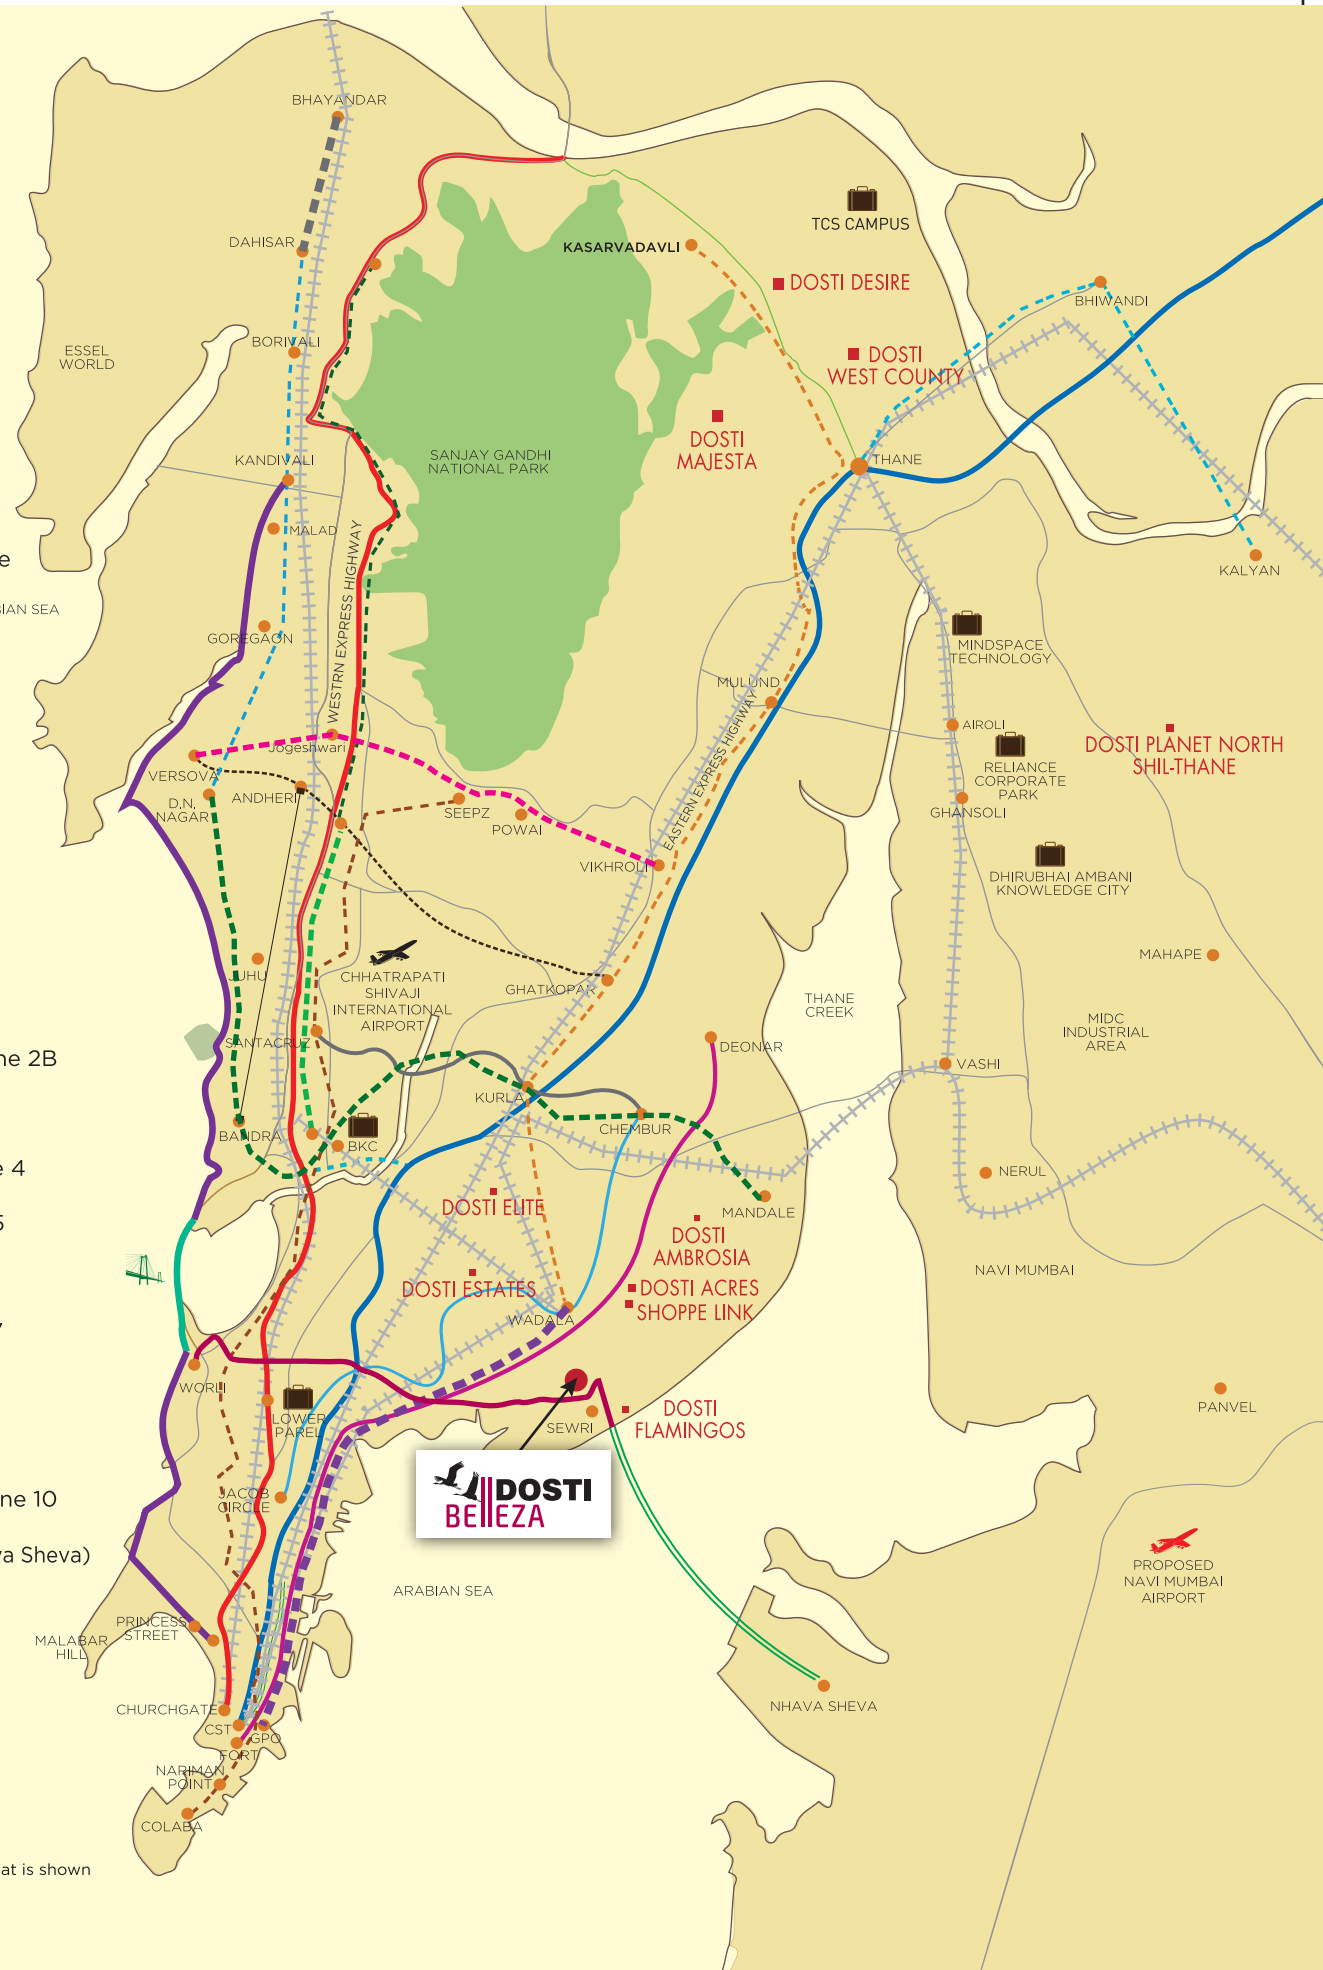 BHAYANDAR
TCS CAMPUS
DAHISAR
KASARVADAVLI
DOSTI DESIRE
BHIWANDI
BORIVALI
ESSEL
WORLD
DOSTI
WEST COUNTY
DOSTI
MAJESTA
SANJAY GANDHI
NATIONAL PARK
KANDIVALI
THANE
MALAD
WESTRN EXPRESS HIGHWAY
e
KALYAN
IAN SEA
GOREGAON
MINDSPACE
TECHNOLOGY
MULUND
AIROLI
EASTERN EXPRESS HIGHWAY
Jogeshwari
DOSTI PLANET NORTH
SHIL-THANE
VERSOVA
RELIANCE
CORPORATE
PARK
D.N.
NAGAR
ANDHERI
SEEPZ
POWAI
GHANSOLI
VIKHROLI
DHIRUBHAI AMBANI
KNOWLEDGE CITY
MAHAPE
JUHU
CHHATRAPATI
SHIVAJI
INTERNATIONAL
AIRPORT
GHATKOPAR
THANE
CREEK
MIDC
INDUSTRIAL
AREA
SANTACRUZ
DEONAR
ne 2B
VASHI
KURLA
CHEMBUR
BANDRA
BKC
e 4
NERUL
DOSTI ELITE
MANDALE
5
DOSTI
AMBROSIA
NAVI MUMBAI
DOSTI ESTATES
DOSTI ACRES
SHOPPE LINK
WADALA
7
WORLI
PANVEL
LOWER
PAREL
SEWRI
DOSTI
FLAMINGOS
DOSTI
BELLEZA
JACOB
CIRCLE
ne 10
va Sheva)
ARABIAN SEA
PROPOSED
NAVI MUMBAI
AIRPORT
PRINCESS
STREET
MALABAR
HILL
NHAVA SHEVA
CHURCHGATE
CST
GPO
FORT
NARIMAN
POINT
COLABA
at is shown